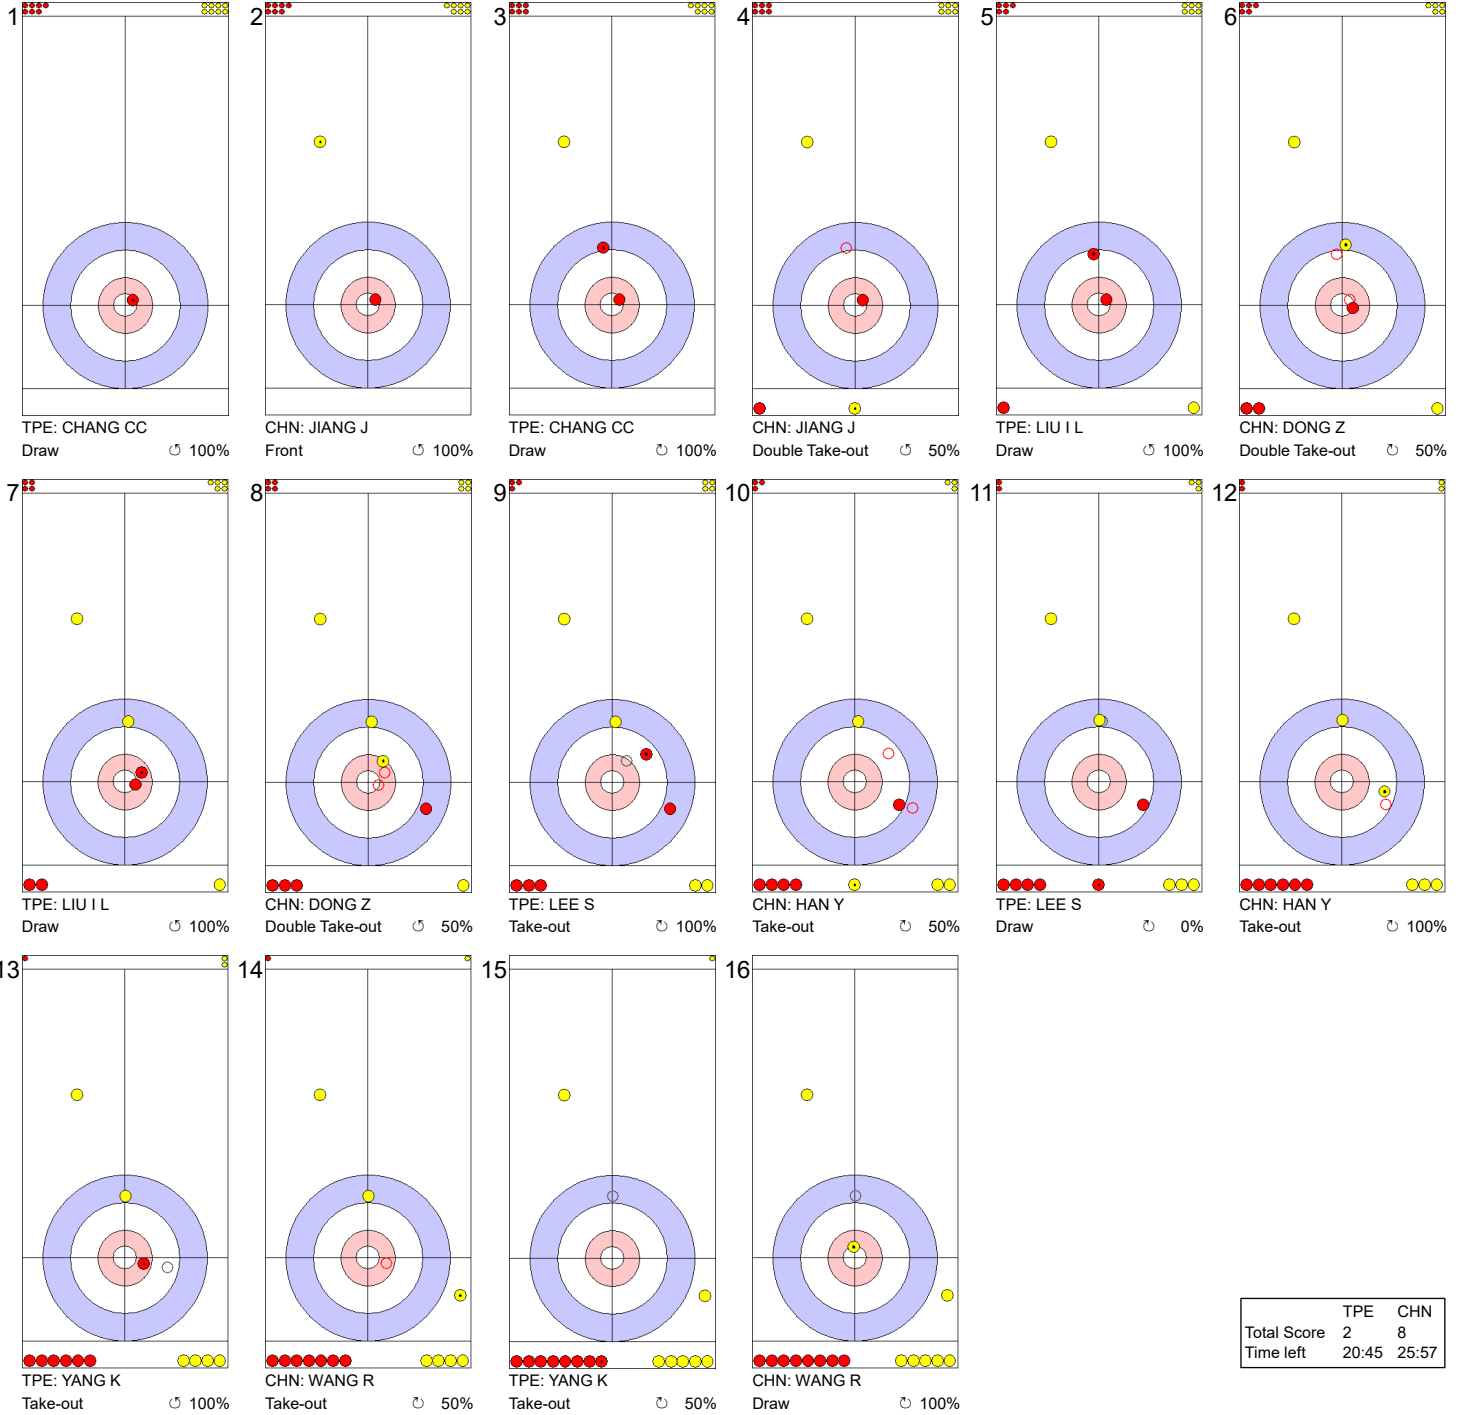 1
TPE: CHANG CC
Draw ↺ 100%
2
CHN: JIANG J
Front ↺ 100%
3
TPE: CHANG CC
Draw ↻ 100%
4
CHN: JIANG J
Double Take-out ↺ 50%
5
TPE: LIU I L
Draw ↺ 100%
6
CHN: DONG Z
Double Take-out ↻ 50%
7
TPE: LIU I L
Draw ↺ 100%
8
CHN: DONG Z
Double Take-out ↺ 50%
9
TPE: LEE S
Take-out ↻ 100%
10
CHN: HAN Y
Take-out ↻ 50%
11
TPE: LEE S
Draw ↻ 0%
12
CHN: HAN Y
Take-out ↻ 100%
13
TPE: YANG K
Take-out ↺ 100%
14
CHN: WANG R
Take-out ↻ 50%
15
TPE: YANG K
Take-out ↻ 50%
16
CHN: WANG R
Draw ↻ 100%
TPE CHN
Total Score 2 8
Time left 20:45 25:57